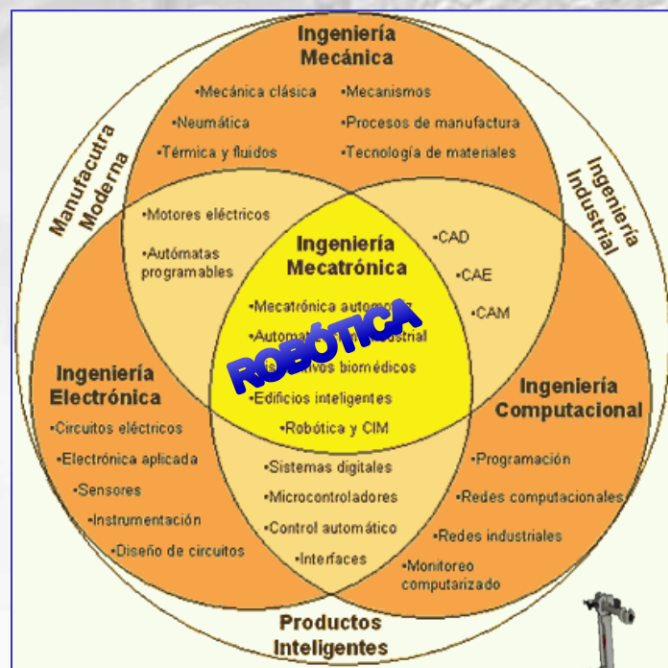 Ingeniería
Mecánica
•Mecánica clásica
•Neumática
•Térmica y fluidos
•Mecanismos
•Procesos de manufactura
•Tecnología de materiales
Manufacutra
Moderna
Ingeniería
Industrial
•Motores eléctricos
•Autómatas
programables
Ingeniería
Mecatrónica
•Mecatrónica
industrial
biomédicos
•Edificios inteligentes
•Robótica y CIM
ROBÓTICA
•CAD
•CAE
•CAM
Ingeniería
Electrónica
•Circuitos eléctricos
•Electrónica aplicada
•Sensores
•Instrumentación
•Diseño de circuitos
Ingeniería
Computacional
•Programación
•Redes computacionales
•Redes industriales
•Monitoreo
computarizado
•Sistemas digitales
•Microcontroladores
•Control automático
•Interfaces
Productos
Inteligentes